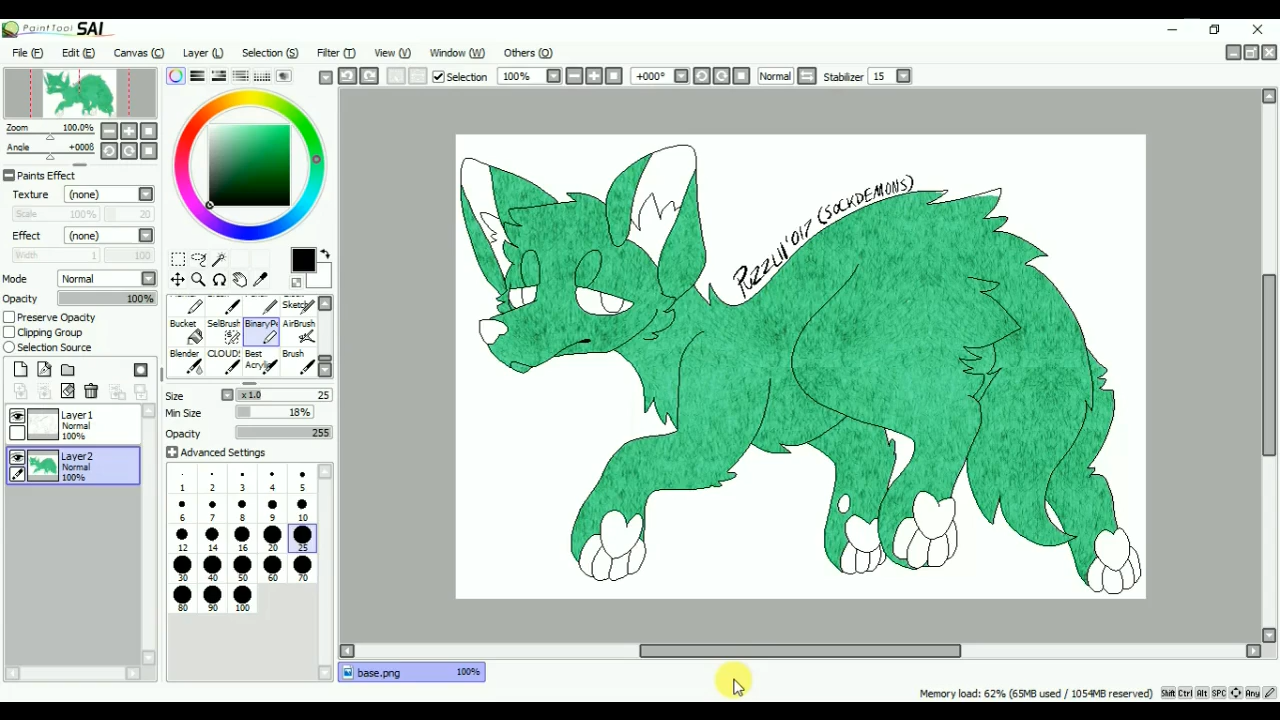 PaintTool SAI
File (F) Edit (E) Canvas (C) Layer (L) Selection (S) Filter (T) View (V) Window (W) Others (O)
Selection 100% +000° Normal Stabilizer 15
Zoom 100.0%
Angle +000θ
Paints Effect
Texture (none)
Scale 100% 20
Effect (none)
Width 1 100
Mode Normal
Opacity 100%
Preserve Opacity
Clipping Group
Selection Source
Layer1
Normal
100%
Layer2
Normal
100%
Sketch
Bucket SelBrush BinaryPe AirBrush
Blender CLOUD! Best Acrylic Brush
Size x 1.0 25
Min Size 18%
Opacity 255
Advanced Settings
1 2 3 4 5
6 7 8 9 10
12 14 16 20 25
30 40 50 60 70
80 90 100
(SOCKDEMONS)
base.png 100%
Memory load: 62% (65MB used / 1054MB reserved) Shift Ctrl Alt SPC Any